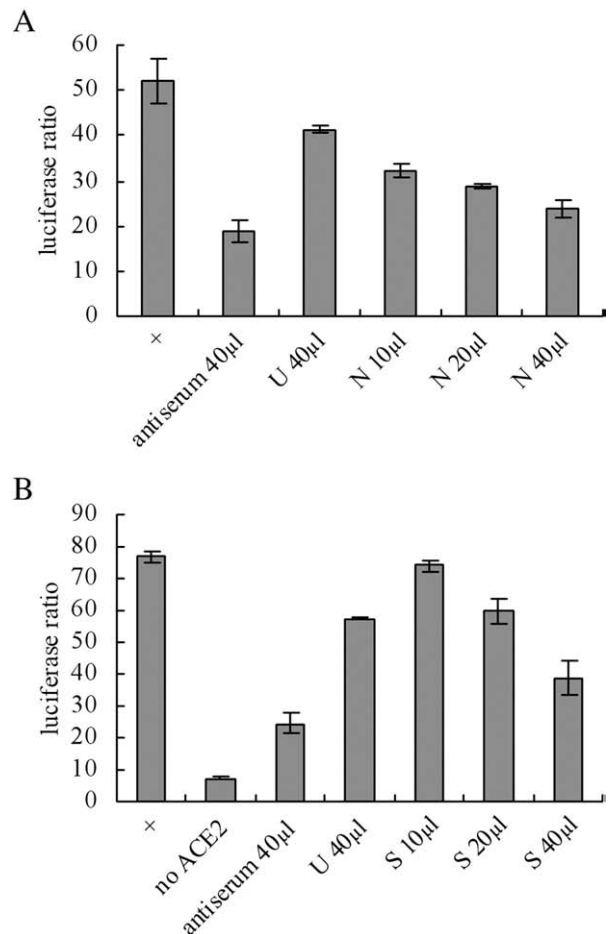 A
60
50
40
30
20
10
0
luciferase ratio
×
antiserum 40μl
U 40μl
N 10μl
N 20μl
N 40μl
B
90
80
70
60
50
40
30
20
10
0
luciferase ratio
×
no ACE2
antiserum 40μl
U 40μl
S 10μl
S 20μl
S 40μl